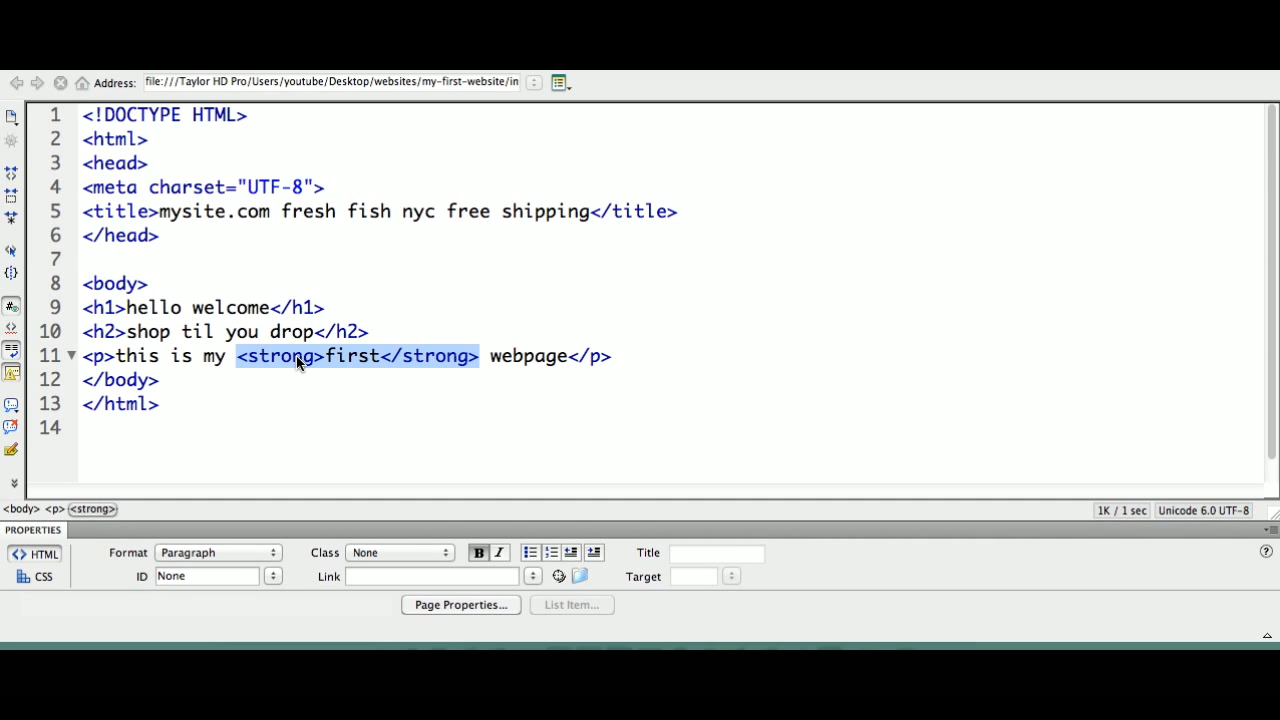 Address: file:///Taylor HD Pro/Users/youtube/Desktop/websites/my-first-website/in
1 <!DOCTYPE HTML>
2 <html>
3 <head>
4 <meta charset="UTF-8">
5 <title>mysite.com fresh fish nyc free shipping</title>
6 </head>
7
8 <body>
9 <h1>hello welcome</h1>
10 <h2>shop til you drop</h2>
11 <p>this is my <strong>first</strong> webpage</p>
12 </body>
13 </html>
14
<body> <p> <strong> 1K / 1 sec Unicode 6.0 UTF-8
PROPERTIES
<> HTML Format Paragraph Class None B I Title
CSS ID None Link Target
Page Properties... List Item...